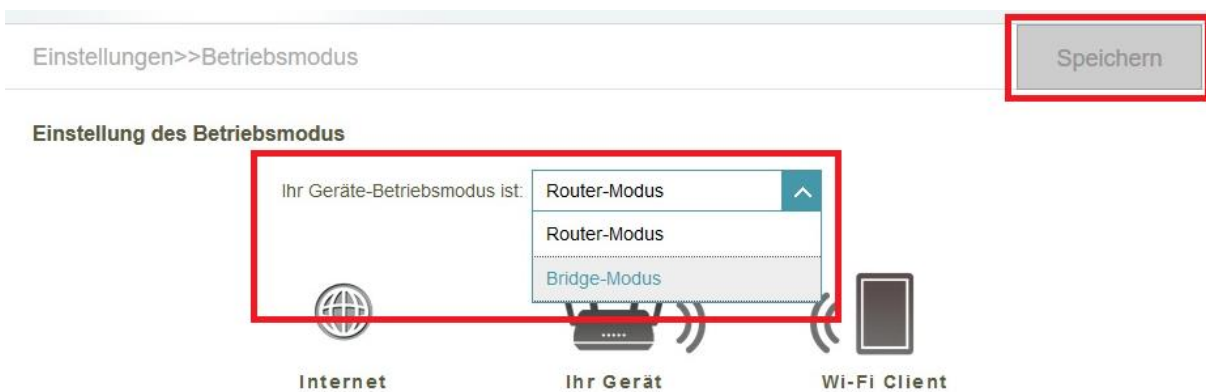 Einstellungen>>Betriebsmodus
Speichern
Einstellung des Betriebsmodus
Ihr Geräte-Betriebsmodus ist: Router-Modus
Router-Modus
Bridge-Modus
Internet Ihr Gerät Wi-Fi Client